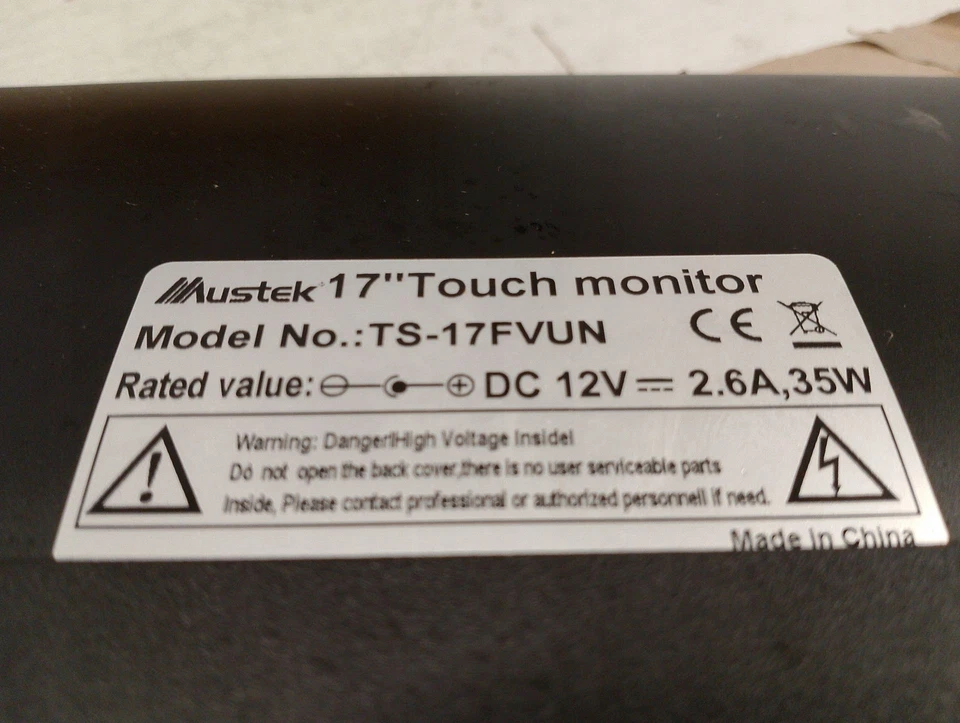 Mustek 17"Touch monitor
Model No.:TS-17FVUN
CE
Rated value: DC 12V 2.6A,35W
Warning: Danger!High Voltage Inside!
Do not open the back cover,there is no user serviceable parts
Inside, Please contact professional or authorized personnell if need.
Made In China